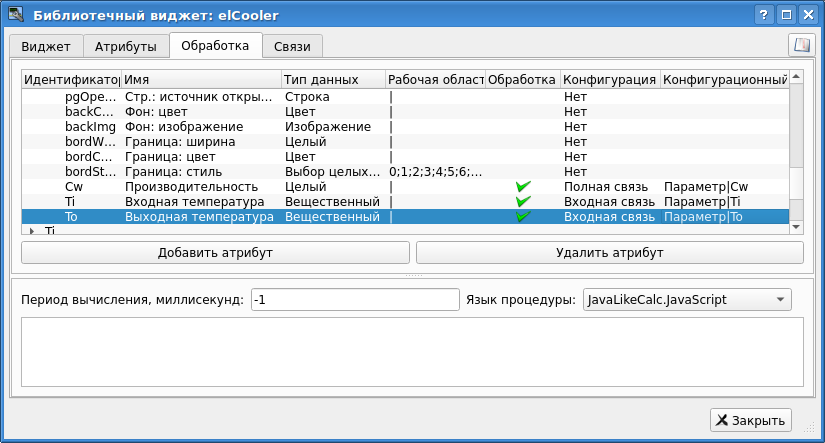 Библиотечный виджет: elCooler
Виджет Атрибуты Обработка Связи
Идентификатор Имя Тип данных Рабочая област Обработка Конфигурация Конфигурационный
pgOpe... Стр.: источник откры... Строка | Нет
backC... Фон: цвет Цвет | Нет
backImg Фон: изображение Изображение | Нет
bordW... Граница: ширина Целый | Нет
bordC... Граница: цвет Цвет | Нет
bordSt... Граница: стиль Выбор целых... 0;1;2;3;4;5;6;... Нет
Cw Производительность Целый | Полная связь Параметр|Cw
Ti Входная температура Вещественный | Входная связь Параметр|Ti
To Выходная температура Вещественный | Входная связь Параметр|To
Ti
Добавить атрибут Удалить атрибут
Период вычисления, миллисекунд: -1 Язык процедуры: JavaLikeCalc.JavaScript
Закрыть